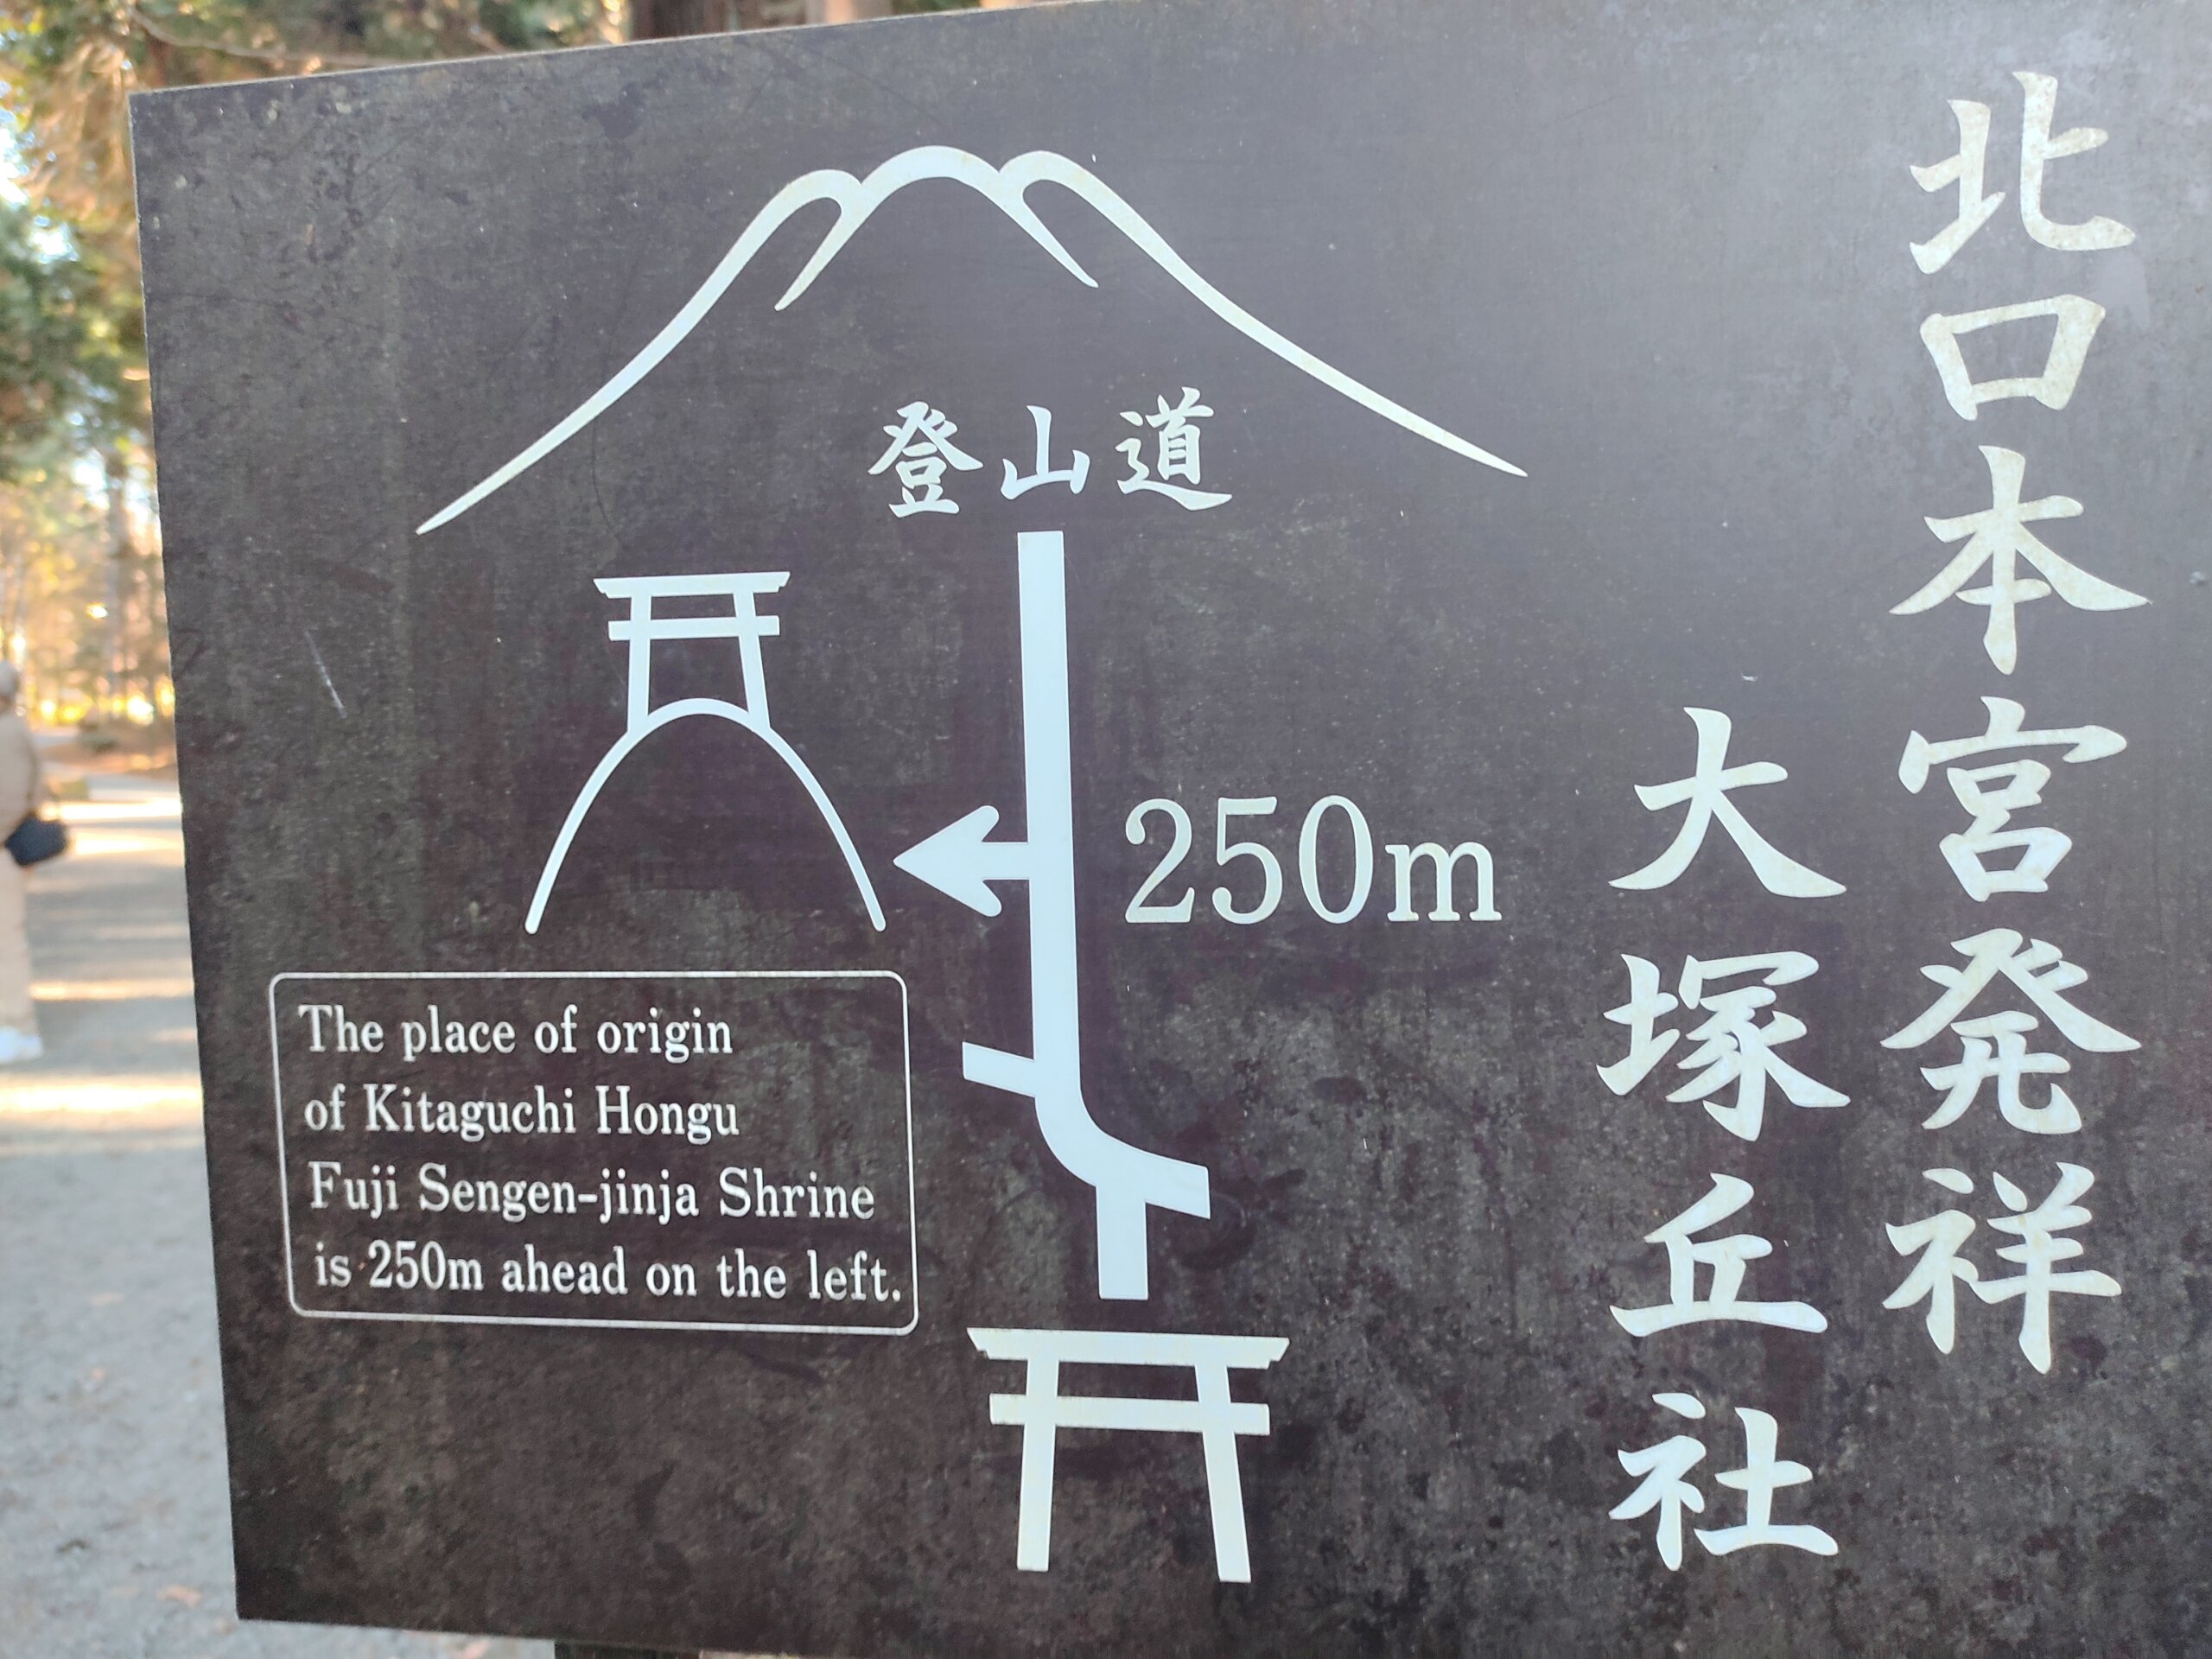 北口本宮発祥
大塚丘社
登山道
250m
The place of origin
of Kitaguchi Hongu
Fuji Sengen-jinja Shrine
is 250m ahead on the left.